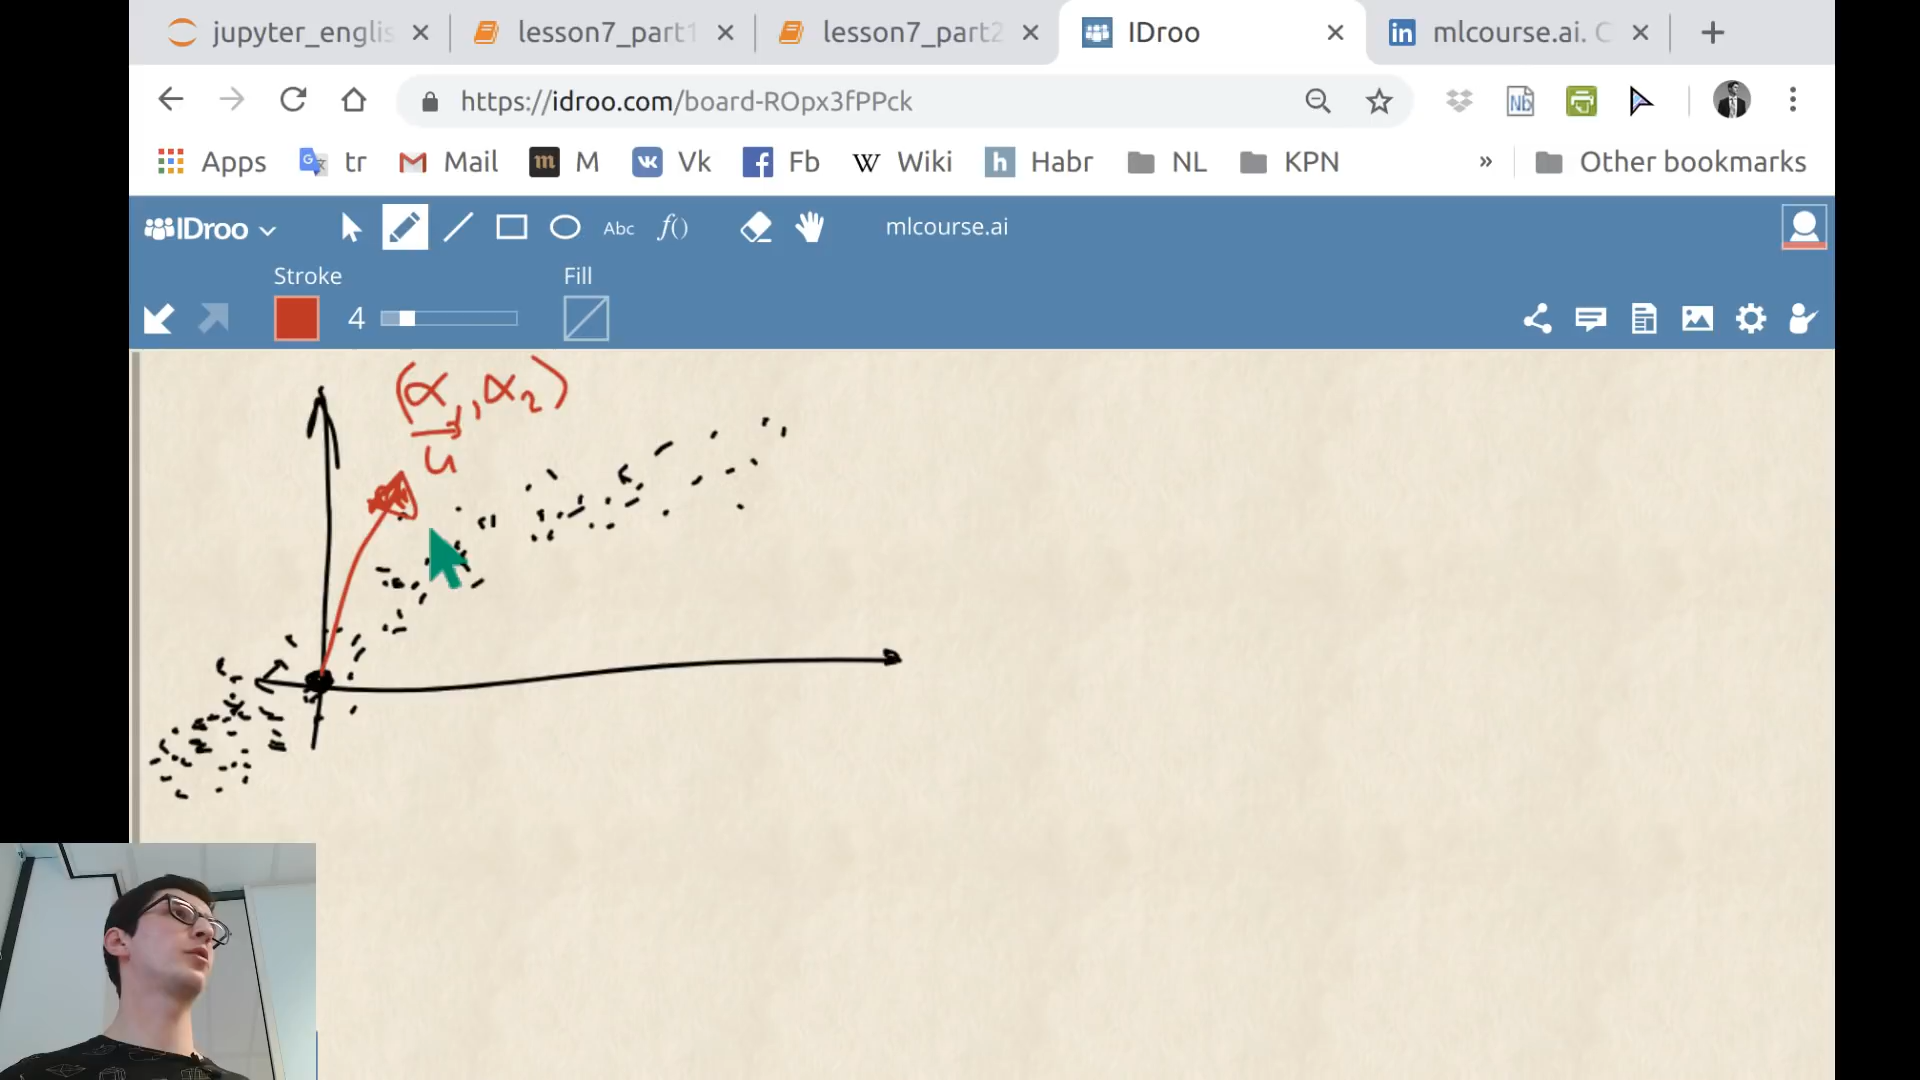 jupyter_englis
lesson7_part1
lesson7_part2
IDroo
mlcourse.ai. C
https://idroo.com/board-ROpx3fPPck
Apps
tr
Mail
M
Vk
Fb
Wiki
Habr
NL
KPN
»
Other bookmarks
IDroo
Abc
f()
mlcourse.ai
Stroke
Fill
4
(α₁, α₂)
u